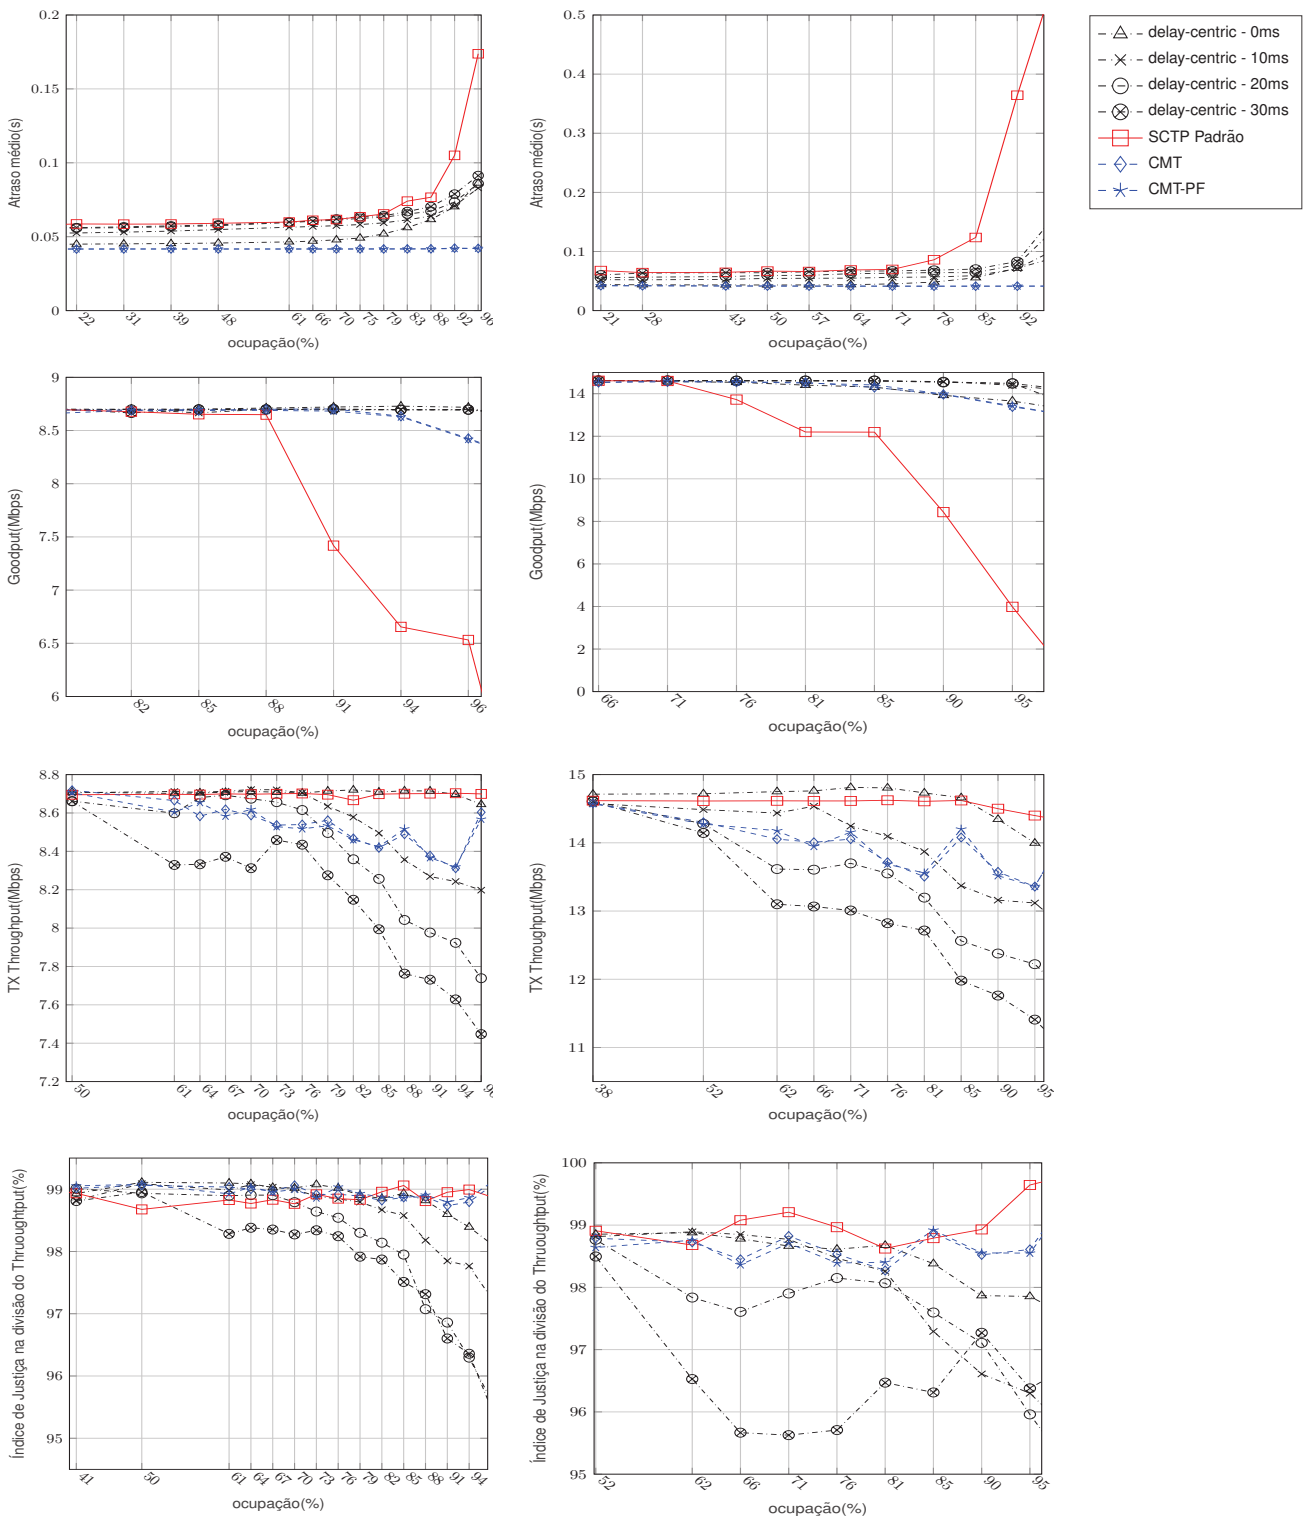 0.2
0.15
0.1
0.05
0
Atraso médio(s)
22 31 39 48 61 66 70 75 79 83 88 92 96
ocupação(%)
0.5
0.4
0.3
0.2
0.1
0
Atraso médio(s)
21 28 43 50 57 64 71 78 85 92
ocupação(%)
delay-centric - 0ms
delay-centric - 10ms
delay-centric - 20ms
delay-centric - 30ms
SCTP Padrão
CMT
CMT-PF
9
8.5
8
7.5
7
6.5
6
Goodput(Mbps)
82 85 88 91 94 96
ocupação(%)
14
12
10
8
6
4
2
0
Goodput(Mbps)
66 71 76 81 85 90 95
ocupação(%)
8.8
8.6
8.4
8.2
8
7.8
7.6
7.4
7.2
TX Throughput(Mbps)
50 61 64 67 70 73 76 79 82 85 88 91 94
ocupação(%)
15
14
13
12
11
TX Throughput(Mbps)
38 52 62 66 71 76 81 85 90 95
ocupação(%)
99
98
97
96
95
Índice de Justiça na divisão do Thruoughtput(%)
41 50 61 64 67 70 73 76 79 82 85 88 91 94
ocupação(%)
100
99
98
97
96
95
Índice de Justiça na divisão do Thruoughtput(%)
52 62 66 71 76 81 85 90 95
ocupação(%)